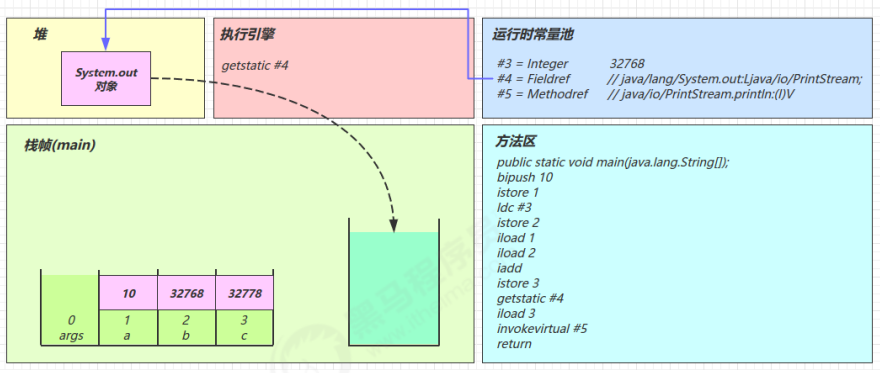 堆
System.out
对象
执行引擎
getstatic #4
运行时常量池
#3 = Integer 32768
#4 = Fieldref // java/lang/System.out:Ljava/io/PrintStream;
#5 = Methodref // java/io/PrintStream.println:(I)V
栈帧(main)
10 32768 32778
0 1 2 3
args a b c
方法区
public static void main(java.lang.String[]);
bipush 10
istore 1
ldc #3
istore 2
iload 1
iload 2
iadd
istore 3
getstatic #4
iload 3
invokevirtual #5
return